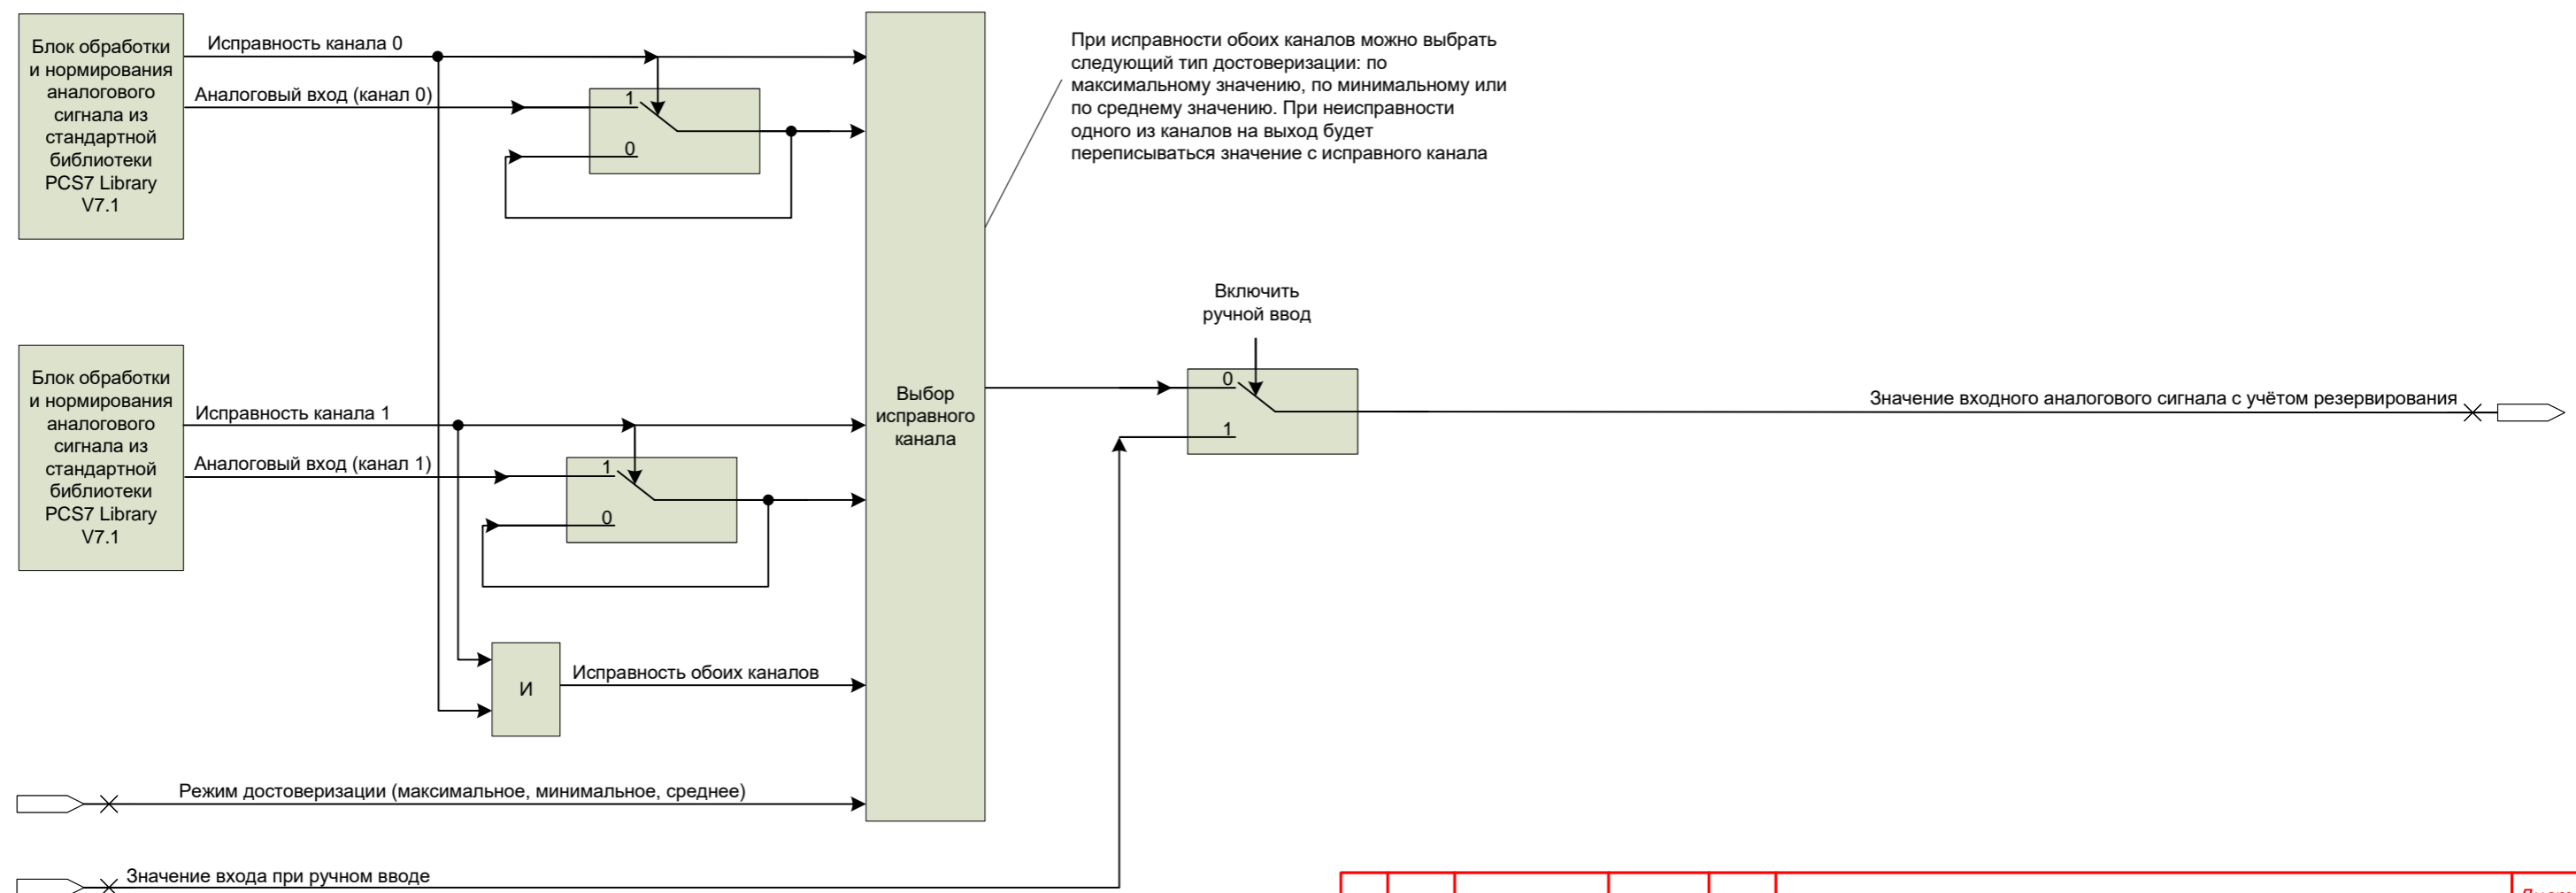 Блок обработки
и нормирования
аналогового
сигнала из
стандартной
библиотеки
PCS7 Library
V7.1
Исправность канала 0
Аналоговый вход (канал 0)
1
0
При исправности обоих каналов можно выбрать
следующий тип достоверизации: по
максимальному значению, по минимальному или
по среднему значению. При неисправности
одного из каналов на выход будет
переписываться значение с исправного канала
Включить
ручной ввод
Блок обработки
и нормирования
аналогового
сигнала из
стандартной
библиотеки
PCS7 Library
V7.1
Исправность канала 1
Аналоговый вход (канал 1)
1
0
Выбор
исправного
канала
0
1
Значение входного аналогового сигнала с учётом резервирования
И
Исправность обоих каналов
Режим достоверизации (максимальное, минимальное, среднее)
Значение входа при ручном вводе